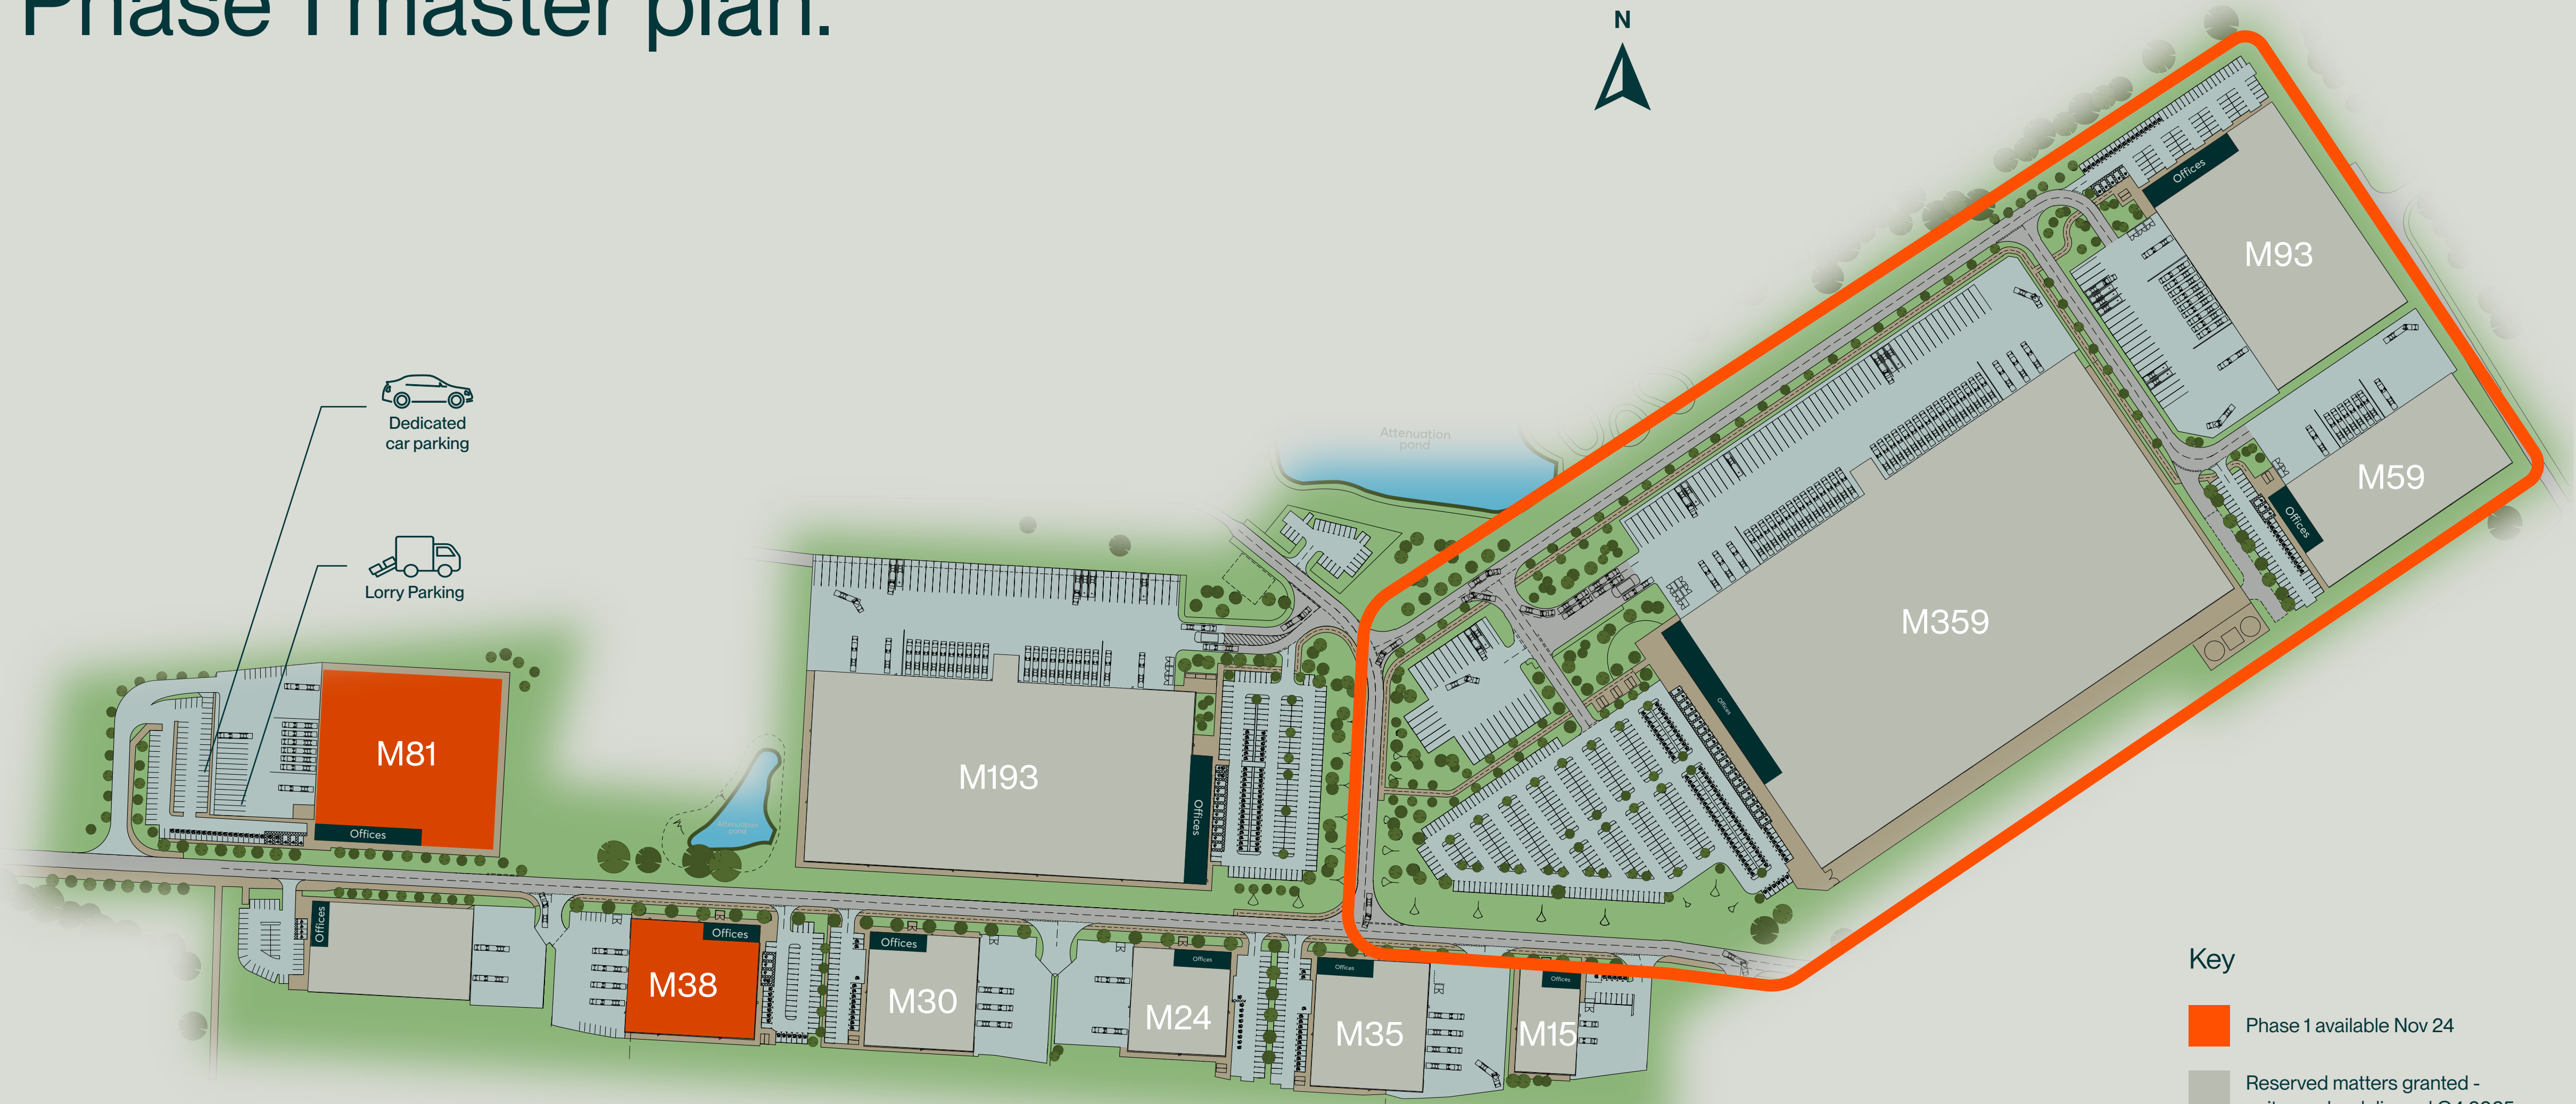 Phase 1 master plan.
N
Offices
M93
Dedicated
car parking
Attenuation
pond
M59
Offices
Lorry Parking
M359
Offices
M81
M193
Offices
Attenuation
pond
Offices
Offices
Offices
M38
Offices
M30
Offices
M24
Offices
M35
Offices
M15
Key
Phase 1 available Nov 24
Reserved matters granted -